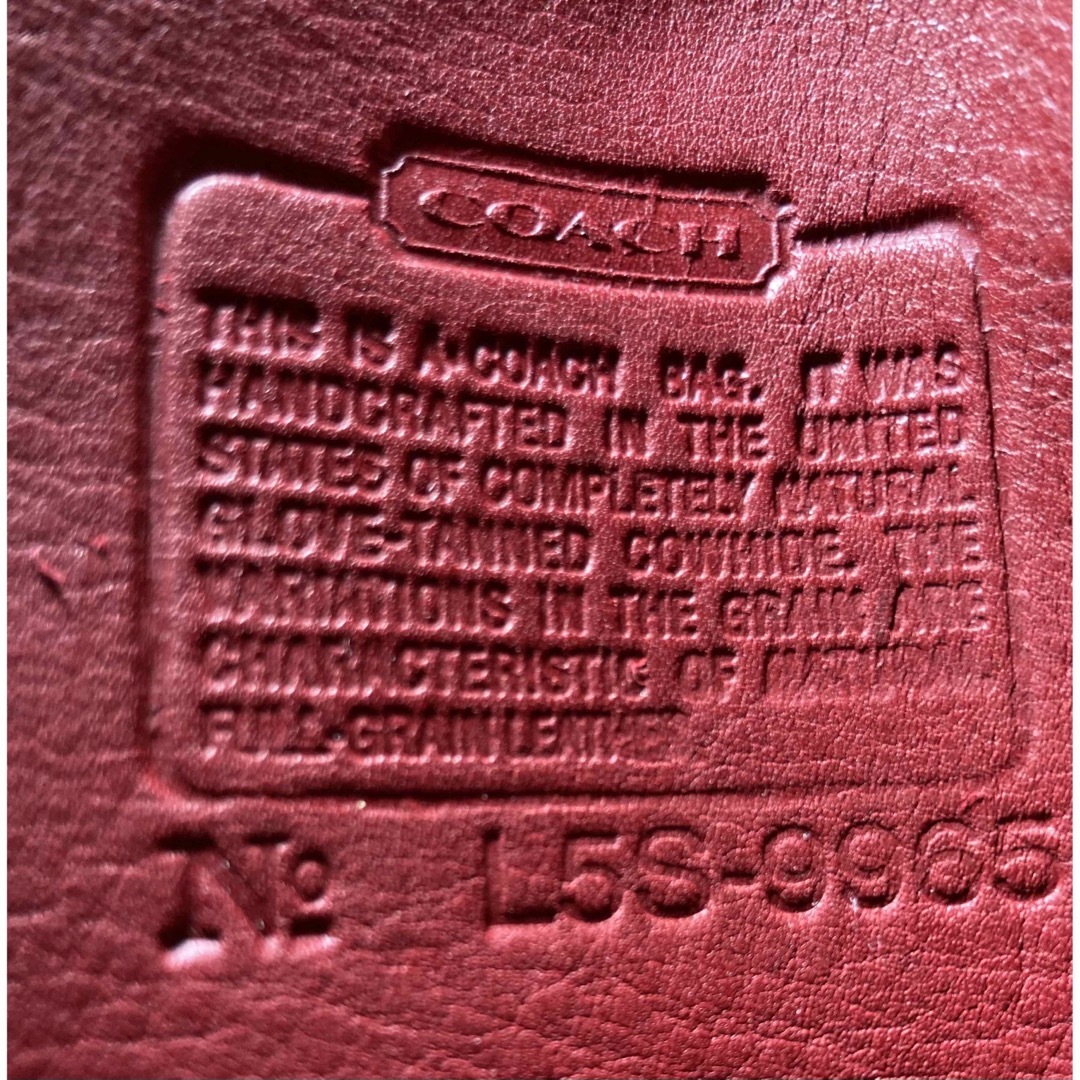 COACH
THIS IS A COACH BAG. IT WAS
HANDCRAFTED IN THE UNITED
STATES OF COMPLETELY NATURAL
GLOVE-TANNED COWHIDE. THE
VARIATIONS IN THE GRAIN ARE
CHARACTERISTIC OF NATURAL
FULL-GRAIN LEATHER
Nº L5S-9965